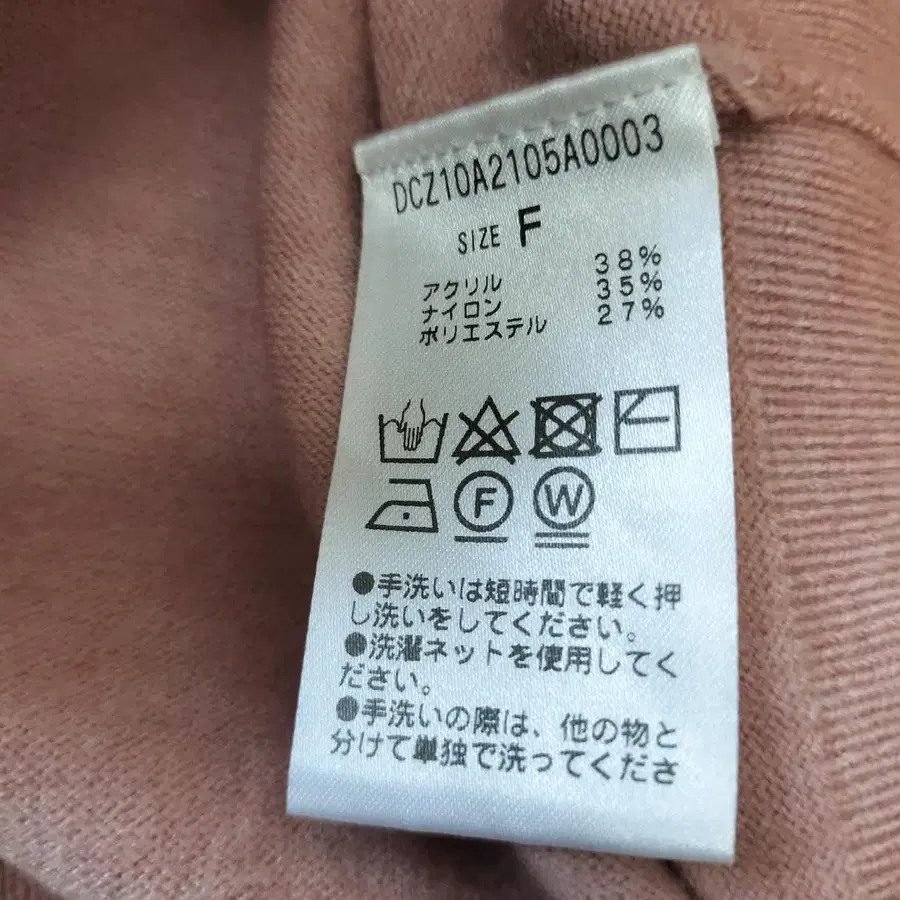 DCZ10A2105A0003
SIZE F
アクリル 38%
ナイロン 35%
ポリエステル 27%
F W
●手洗いは短時間で軽く押
し洗いをしてください。
●洗濯ネットを使用してく
ださい。
●手洗いの際は、他の物と
分けて単独で洗ってくださ